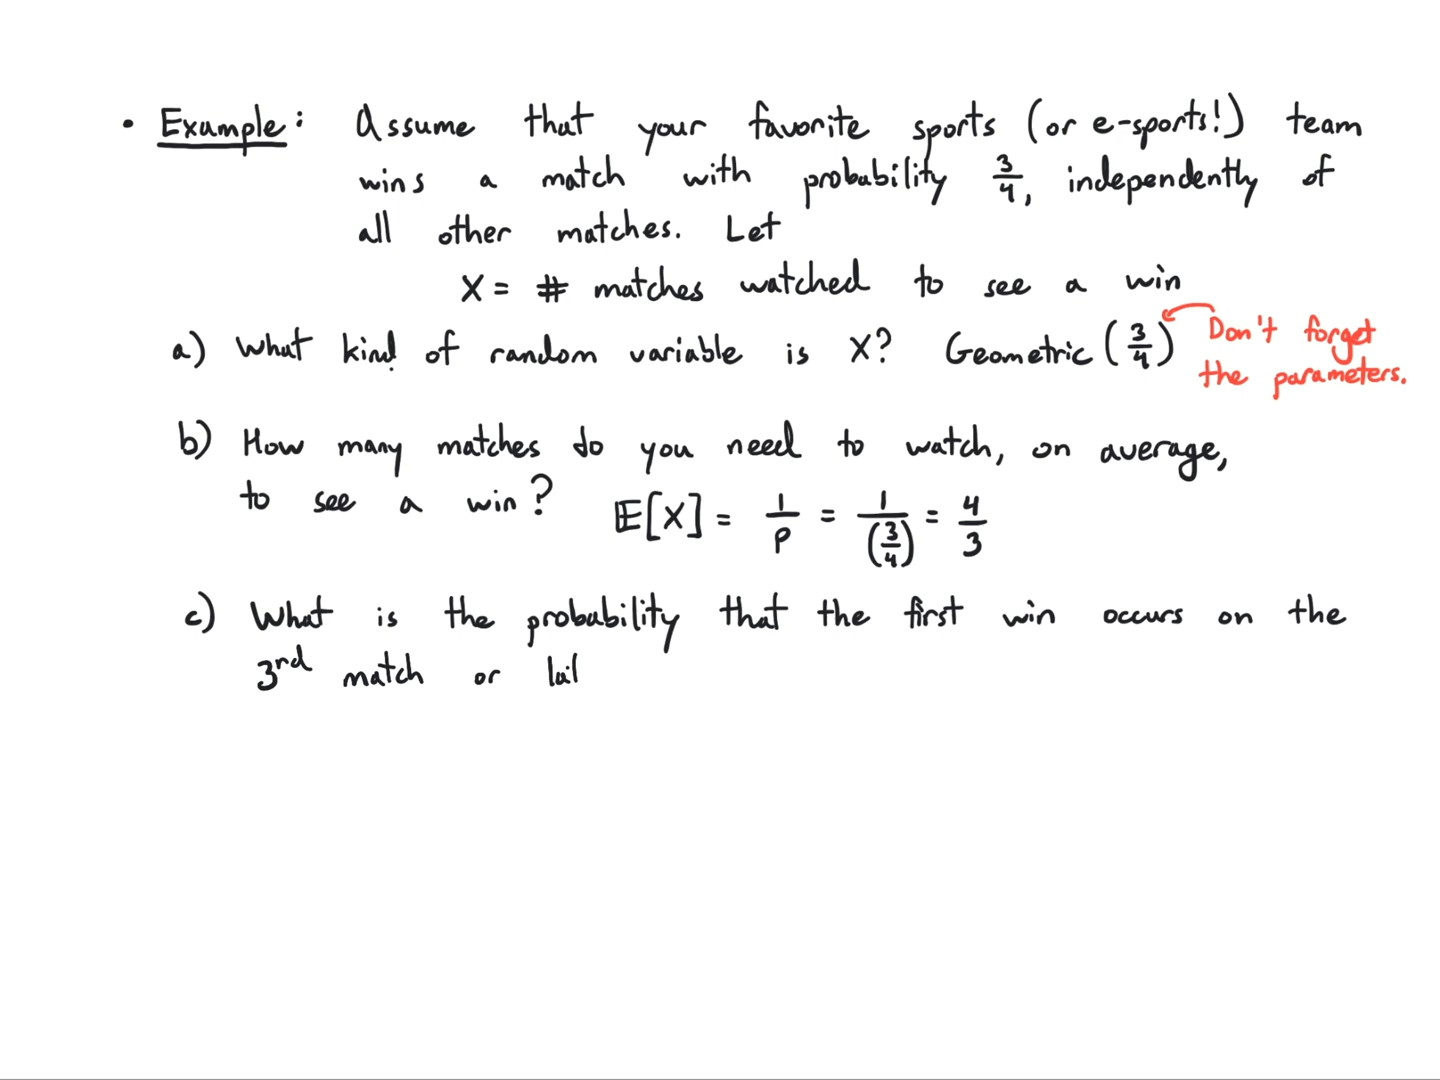 • Example: Assume that your favorite sports (or e-sports!) team
wins a match with probability 3/4, independently of
all other matches. Let
X = # matches watched to see a win
a) What kind of random variable is X? Geometric (3/4) Don't forget
the parameters.
b) How many matches do you need to watch, on average,
to see a win? 𝔼[X] = 1/p = 1/(3/4) = 4/3
c) What is the probability that the first win occurs on the
3rd match or